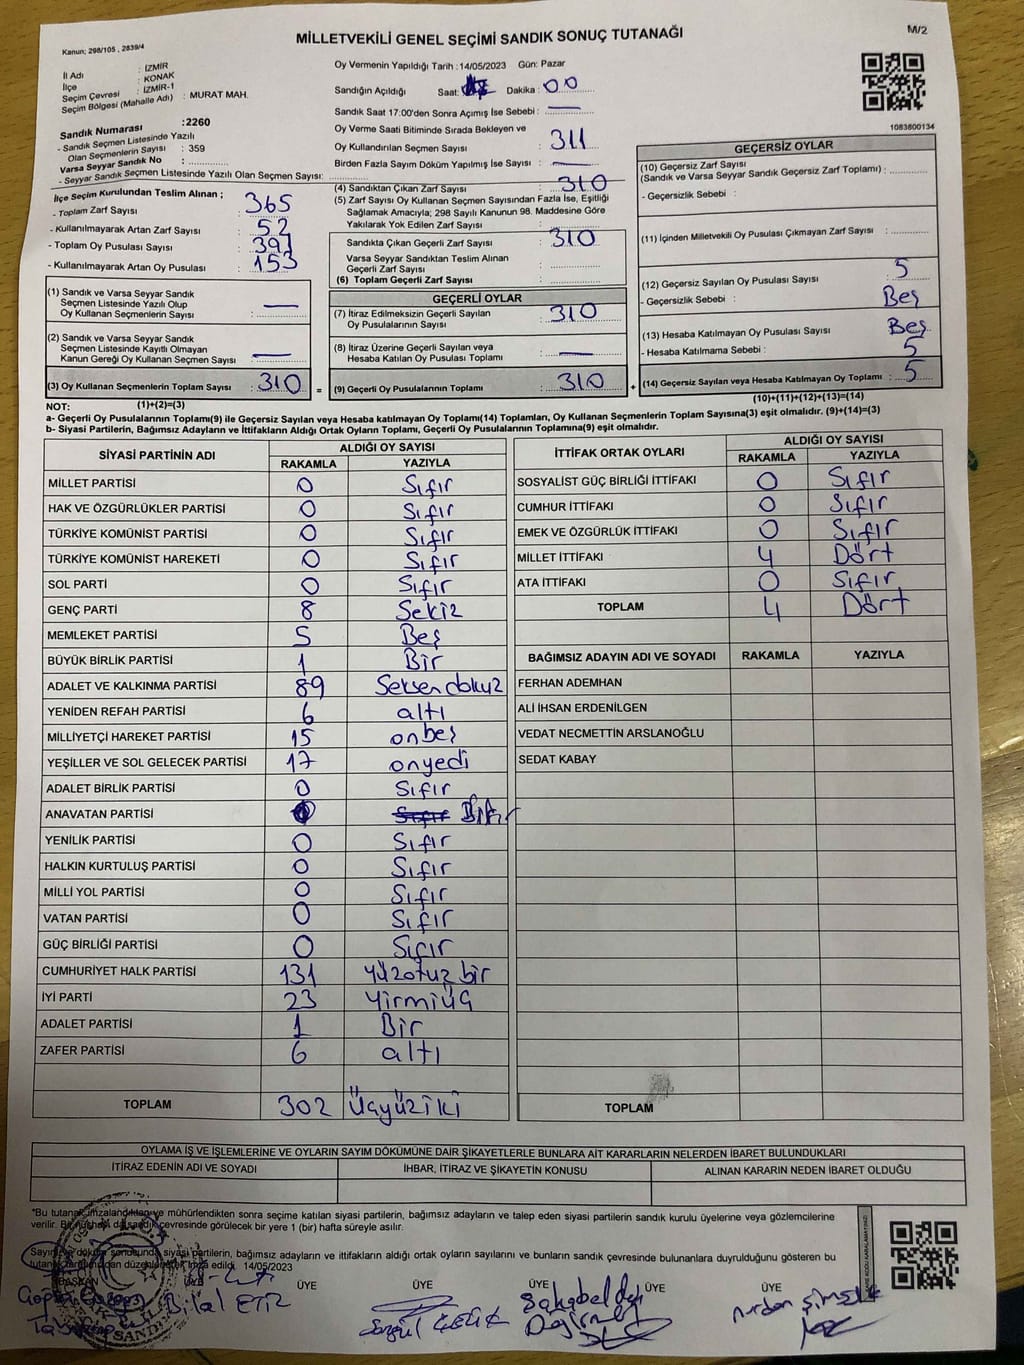 M/2
MİLLETVEKİLİ GENEL SEÇİMİ SANDIK SONUÇ TUTANAĞI
Kanun; 298/105 , 2839/4
İl Adı : İZMİR
İlçe : KONAK
Seçim Çevresi : İZMİR-1
Seçim Bölgesi (Mahalle Adı) : MURAT MAH.
Oy Vermenin Yapıldığı Tarih : 14/05/2023 Gün: Pazar
Sandığın Açıldığı Saat: Dakika : 00
Sandık Saat 17:00'den Sonra Açımış İse Sebebi :
Oy Verme Saati Bitiminde Sırada Bekleyen ve
Oy Kullandırılan Seçmen Sayısı : 311
Birden Fazla Sayım Döküm Yapılmış İse Sayısı :
1083800134
Sandık Numarası :2260
- Sandık Seçmen Listesinde Yazılı
Olan Seçmenlerin Sayısı : 359
Varsa Seyyar Sandık No :
- Seyyar Sandık Seçmen Listesinde Yazılı Olan Seçmen Sayısı:
İlçe Seçim Kurulundan Teslim Alınan ;
- Toplam Zarf Sayısı : 365
- Kullanılmayarak Artan Zarf Sayısı : 52
- Toplam Oy Pusulası Sayısı : 391
- Kullanılmayarak Artan Oy Pusulası : 153
(1) Sandık ve Varsa Seyyar Sandık
Seçmen Listesinde Yazılı Olup
Oy Kullanan Seçmenlerin Sayısı :
(2) Sandık ve Varsa Seyyar Sandık
Seçmen Listesinde Kayıtlı Olmayan
Kanun Gereği Oy Kullanan Seçmen Sayısı :
(3) Oy Kullanan Seçmenlerin Toplam Sayısı : 310 =
(1)+(2)=(3)
(4) Sandıktan Çıkan Zarf Sayısı : 310
(5) Zarf Sayısı Oy Kullanan Seçmen Sayısından Fazla İse, Eşitliği
Sağlamak Amacıyla; 298 Sayılı Kanunun 98. Maddesine Göre
Yakılarak Yok Edilen Zarf Sayısı :
Sandıkta Çıkan Geçerli Zarf Sayısı : 310
Varsa Seyyar Sandıktan Teslim Alınan
Geçerli Zarf Sayısı :
(6) Toplam Geçerli Zarf Sayısı :
GEÇERLİ OYLAR
(7) İtiraz Edilmeksizin Geçerli Sayılan
Oy Pusulalarının Sayısı : 310
(8) İtiraz Üzerine Geçerli Sayılan veya
Hesaba Katılan Oy Pusulası Toplamı :
(9) Geçerli Oy Pusulalarının Toplamı : 310 +
GEÇERSİZ OYLAR
(10) Geçersiz Zarf Sayısı
(Sandık ve Varsa Seyyar Sandık Geçersiz Zarf Toplamı) :
- Geçersizlik Sebebi :
(11) İçinden Milletvekili Oy Pusulası Çıkmayan Zarf Sayısı :
(12) Geçersiz Sayılan Oy Pusulası Sayısı : 5
- Geçersizlik Sebebi : Beş
(13) Hesaba Katılmayan Oy Pusulası Sayısı : Beş
- Hesaba Katılmama Sebebi : 5
(14) Geçersiz Sayılan veya Hesaba Katılmayan Oy Toplamı : 5
(10)+(11)+(12)+(13)=(14)
NOT:
a- Geçerli Oy Pusulalarının Toplamı(9) ile Geçersiz Sayılan veya Hesaba katılmayan Oy Toplamı(14) Toplamları, Oy Kullanan Seçmenlerin Toplam Sayısına(3) eşit olmalıdır. (9)+(14)=(3)
b- Siyasi Partilerin, Bağımsız Adayların ve İttifakların Aldığı Ortak Oyların Toplamı, Geçerli Oy Pusulalarının Toplamına(9) eşit olmalıdır.
SİYASİ PARTİNİN ADI ALDIĞI OY SAYISI
RAKAMLA YAZIYLA
MİLLET PARTİSİ 0 Sıfır
HAK VE ÖZGÜRLÜKLER PARTİSİ 0 Sıfır
TÜRKİYE KOMÜNİST PARTİSİ 0 Sıfır
TÜRKİYE KOMÜNİST HAREKETİ 0 Sıfır
SOL PARTİ 0 Sıfır
GENÇ PARTİ 8 Sekiz
MEMLEKET PARTİSİ 5 Beş
BÜYÜK BİRLİK PARTİSİ 1 Bir
ADALET VE KALKINMA PARTİSİ 89 Seksendokuz
YENİDEN REFAH PARTİSİ 6 altı
MİLLİYETÇİ HAREKET PARTİSİ 15 onbeş
YEŞİLLER VE SOL GELECEK PARTİSİ 17 onyedi
ADALET BİRLİK PARTİSİ 0 Sıfır
ANAVATAN PARTİSİ
YENİLİK PARTİSİ 0 Sıfır
HALKIN KURTULUŞ PARTİSİ 0 Sıfır
MİLLİ YOL PARTİSİ 0 Sıfır
VATAN PARTİSİ 0 Sıfır
GÜÇ BİRLİĞİ PARTİSİ 0 Sıfır
CUMHURİYET HALK PARTİSİ 131 Yüzotuz bir
İYİ PARTİ 23 Yirmiüç
ADALET PARTİSİ 1 Bir
ZAFER PARTİSİ 6 altı
TOPLAM 302 Üçyüziki
İTTİFAK ORTAK OYLARI ALDIĞI OY SAYISI
RAKAMLA YAZIYLA
SOSYALİST GÜÇ BİRLİĞİ İTTİFAKI 0 Sıfır
CUMHUR İTTİFAKI 0 Sıfır
EMEK VE ÖZGÜRLÜK İTTİFAKI 0 Sıfır
MİLLET İTTİFAKI 4 Dört
ATA İTTİFAKI 0 Sıfır
TOPLAM 4 Dört
BAĞIMSIZ ADAYIN ADI VE SOYADI RAKAMLA YAZIYLA
FERHAN ADEMHAN
ALİ İHSAN ERDENİLGEN
VEDAT NECMETTİN ARSLANOĞLU
SEDAT KABAY
TOPLAM
OYLAMA İŞ VE İŞLEMLERİNE VE OYLARIN SAYIM DÖKÜMÜNE DAİR ŞİKAYETLERLE BUNLARA AİT KARARLARIN NELERDEN İBARET BULUNDUKLARI
İTİRAZ EDENİN ADI VE SOYADI İHBAR, İTİRAZ VE ŞİKAYETİN KONUSU ALINAN KARARIN NEDEN İBARET OLDUĞU
"Bu tutanak imzalandıktan ve mühürlendikten sonra seçime katılan siyasi partilerin, bağımsız adayların ve talep eden siyasi partilerin sandık kurulu üyelerine veya gözlemcilerine
verilir. Bir nüshası da sandık çevresinde görülecek bir yere 1 (bir) hafta süreyle asılır.
Sayım ve döküm sonucunda siyasi partilerin, bağımsız adayların ve ittifakların aldığı ortak oyların sayılarını ve bunların sandık çevresinde bulunanlara duyrulduğunu gösteren bu
tutanak tarafımızdan düzenlenerek imza edildi. 14/05/2023
BAŞKAN ÜYE ÜYE ÜYE ÜYE ÜYE
Bilal ETİZ
Songül ÇELİK
Nurdan Şimşek